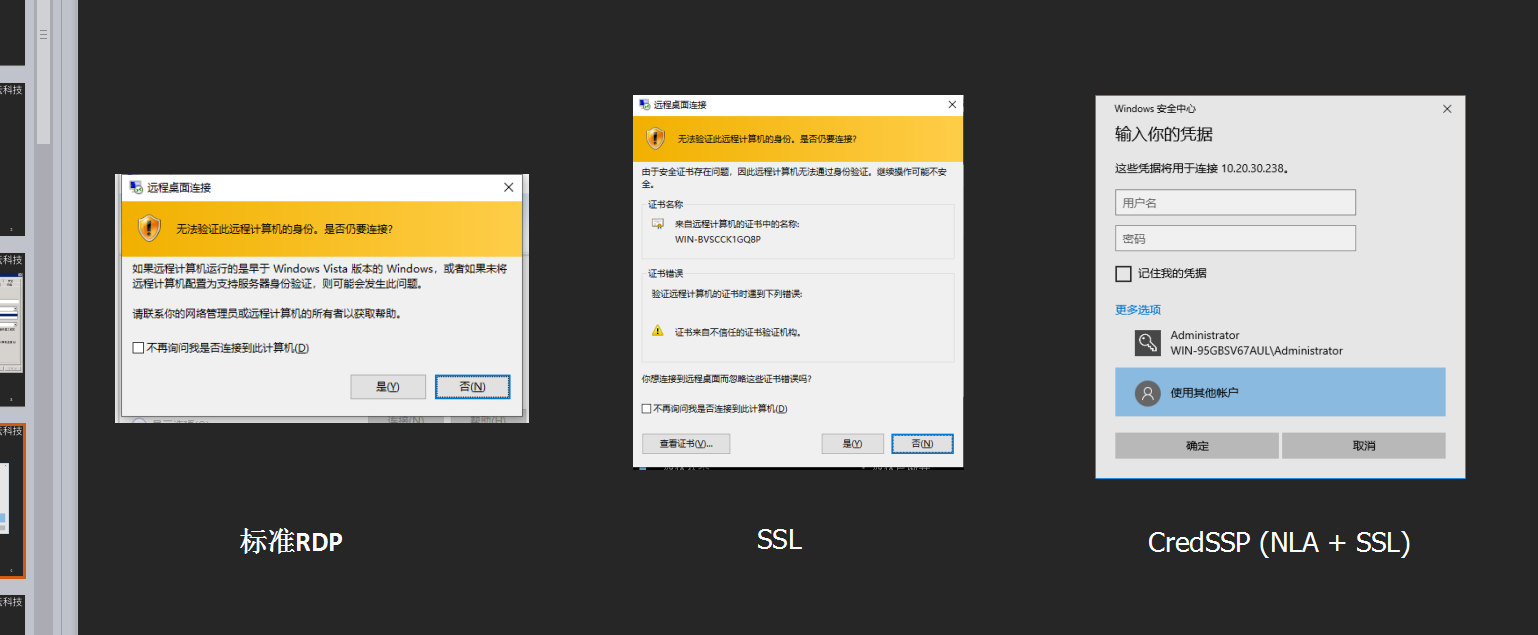 云科技
云科技
云科技
云科技
远程桌面连接
无法验证此远程计算机的身份。是否仍要连接?
如果远程计算机运行的是早于 Windows Vista 版本的 Windows，或者如果未将
远程计算机配置为支持服务器身份验证，则可能会发生此问题。
请联系你的网络管理员或远程计算机的所有者以获取帮助。
不再询问我是否连接到此计算机(D)
是(Y)
否(N)
标准RDP
远程桌面连接
无法验证此远程计算机的身份。是否仍要连接?
由于安全证书存在问题，因此远程计算机无法通过身份验证。继续操作可能不安
全。
证书名称
来自远程计算机的证书中的名称:
WIN-BVSCCK1GQ8P
证书错误
验证远程计算机的证书时遇到下列错误:
证书来自不信任的证书验证机构。
你想连接到远程桌面而忽略这些证书错误吗?
不再询问我是否连接到此计算机(D)
查看证书(V)...
是(Y)
否(N)
SSL
Windows 安全中心
输入你的凭据
这些凭据将用于连接 10.20.30.238。
用户名
密码
记住我的凭据
更多选项
Administrator
WIN-95GBSV67AUL\Administrator
使用其他帐户
确定
取消
CredSSP (NLA + SSL)